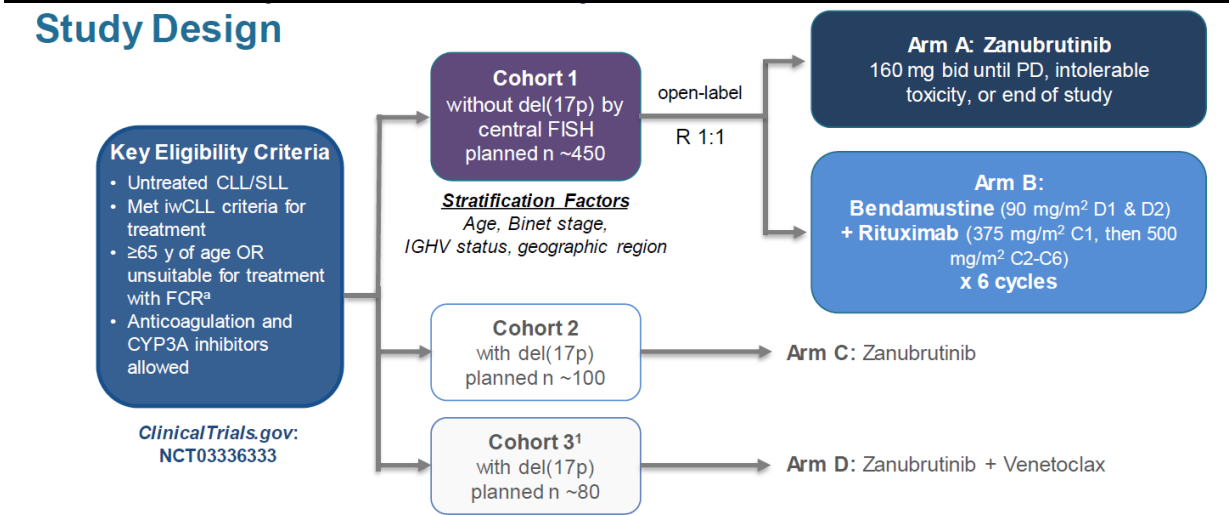 Study Design
Key Eligibility Criteria
• Untreated CLL/SLL
• Met iwCLL criteria for
treatment
• ≥65 y of age OR
unsuitable for treatment
with FCRᵃ
• Anticoagulation and
CYP3A inhibitors
allowed
ClinicalTrials.gov:
NCT03336333
Cohort 1
without del(17p) by
central FISH
planned n ~450
Stratification Factors
Age, Binet stage,
IGHV status, geographic region
open-label
R 1:1
Arm A: Zanubrutinib
160 mg bid until PD, intolerable
toxicity, or end of study
Arm B:
Bendamustine (90 mg/m² D1 & D2)
+ Rituximab (375 mg/m² C1, then 500
mg/m² C2-C6)
x 6 cycles
Cohort 2
with del(17p)
planned n ~100
Arm C: Zanubrutinib
Cohort 3¹
with del(17p)
planned n ~80
Arm D: Zanubrutinib + Venetoclax